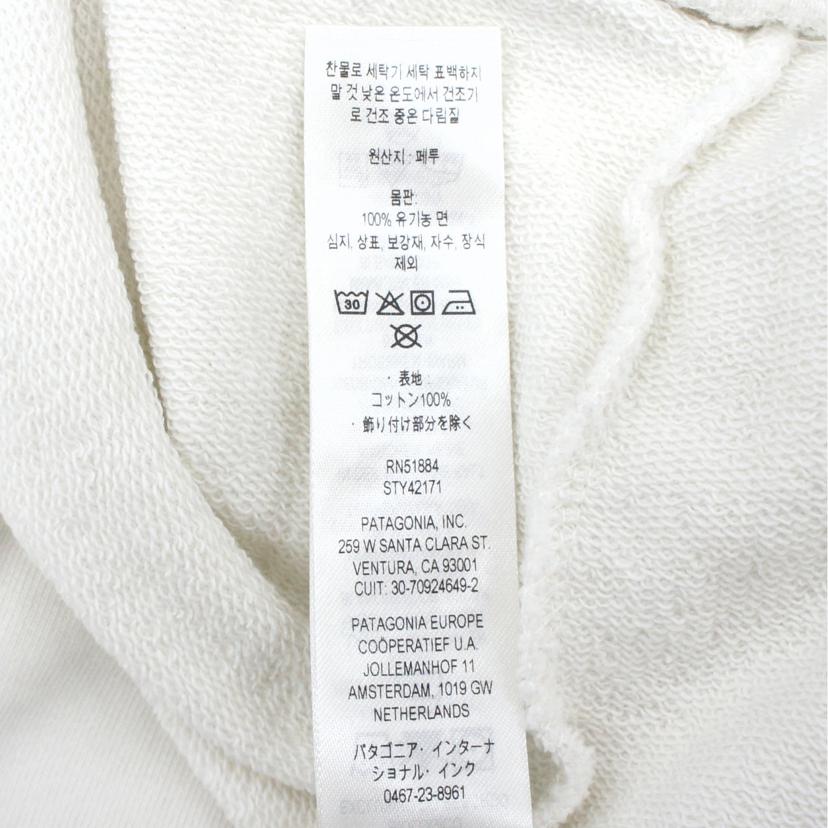 찬물로 세탁기 세탁 표백하지
말 것 낮은 온도에서 건조기
로 건조 중온 다림질
원산지 : 페루
몸판:
100% 유기농 면
심지, 상표, 보강재, 자수, 장식
제외
30
・表地 :
コットン100%
・飾り付け部分を除く
RN51884
STY42171
PATAGONIA, INC.
259 W SANTA CLARA ST.
VENTURA, CA 93001
CUIT: 30-70924649-2
PATAGONIA EUROPE
COÖPERATIEF U.A.
JOLLEMANHOF 11
AMSTERDAM, 1019 GW
NETHERLANDS
パタゴニア・インターナ
ショナル・インク
0467-23-8961